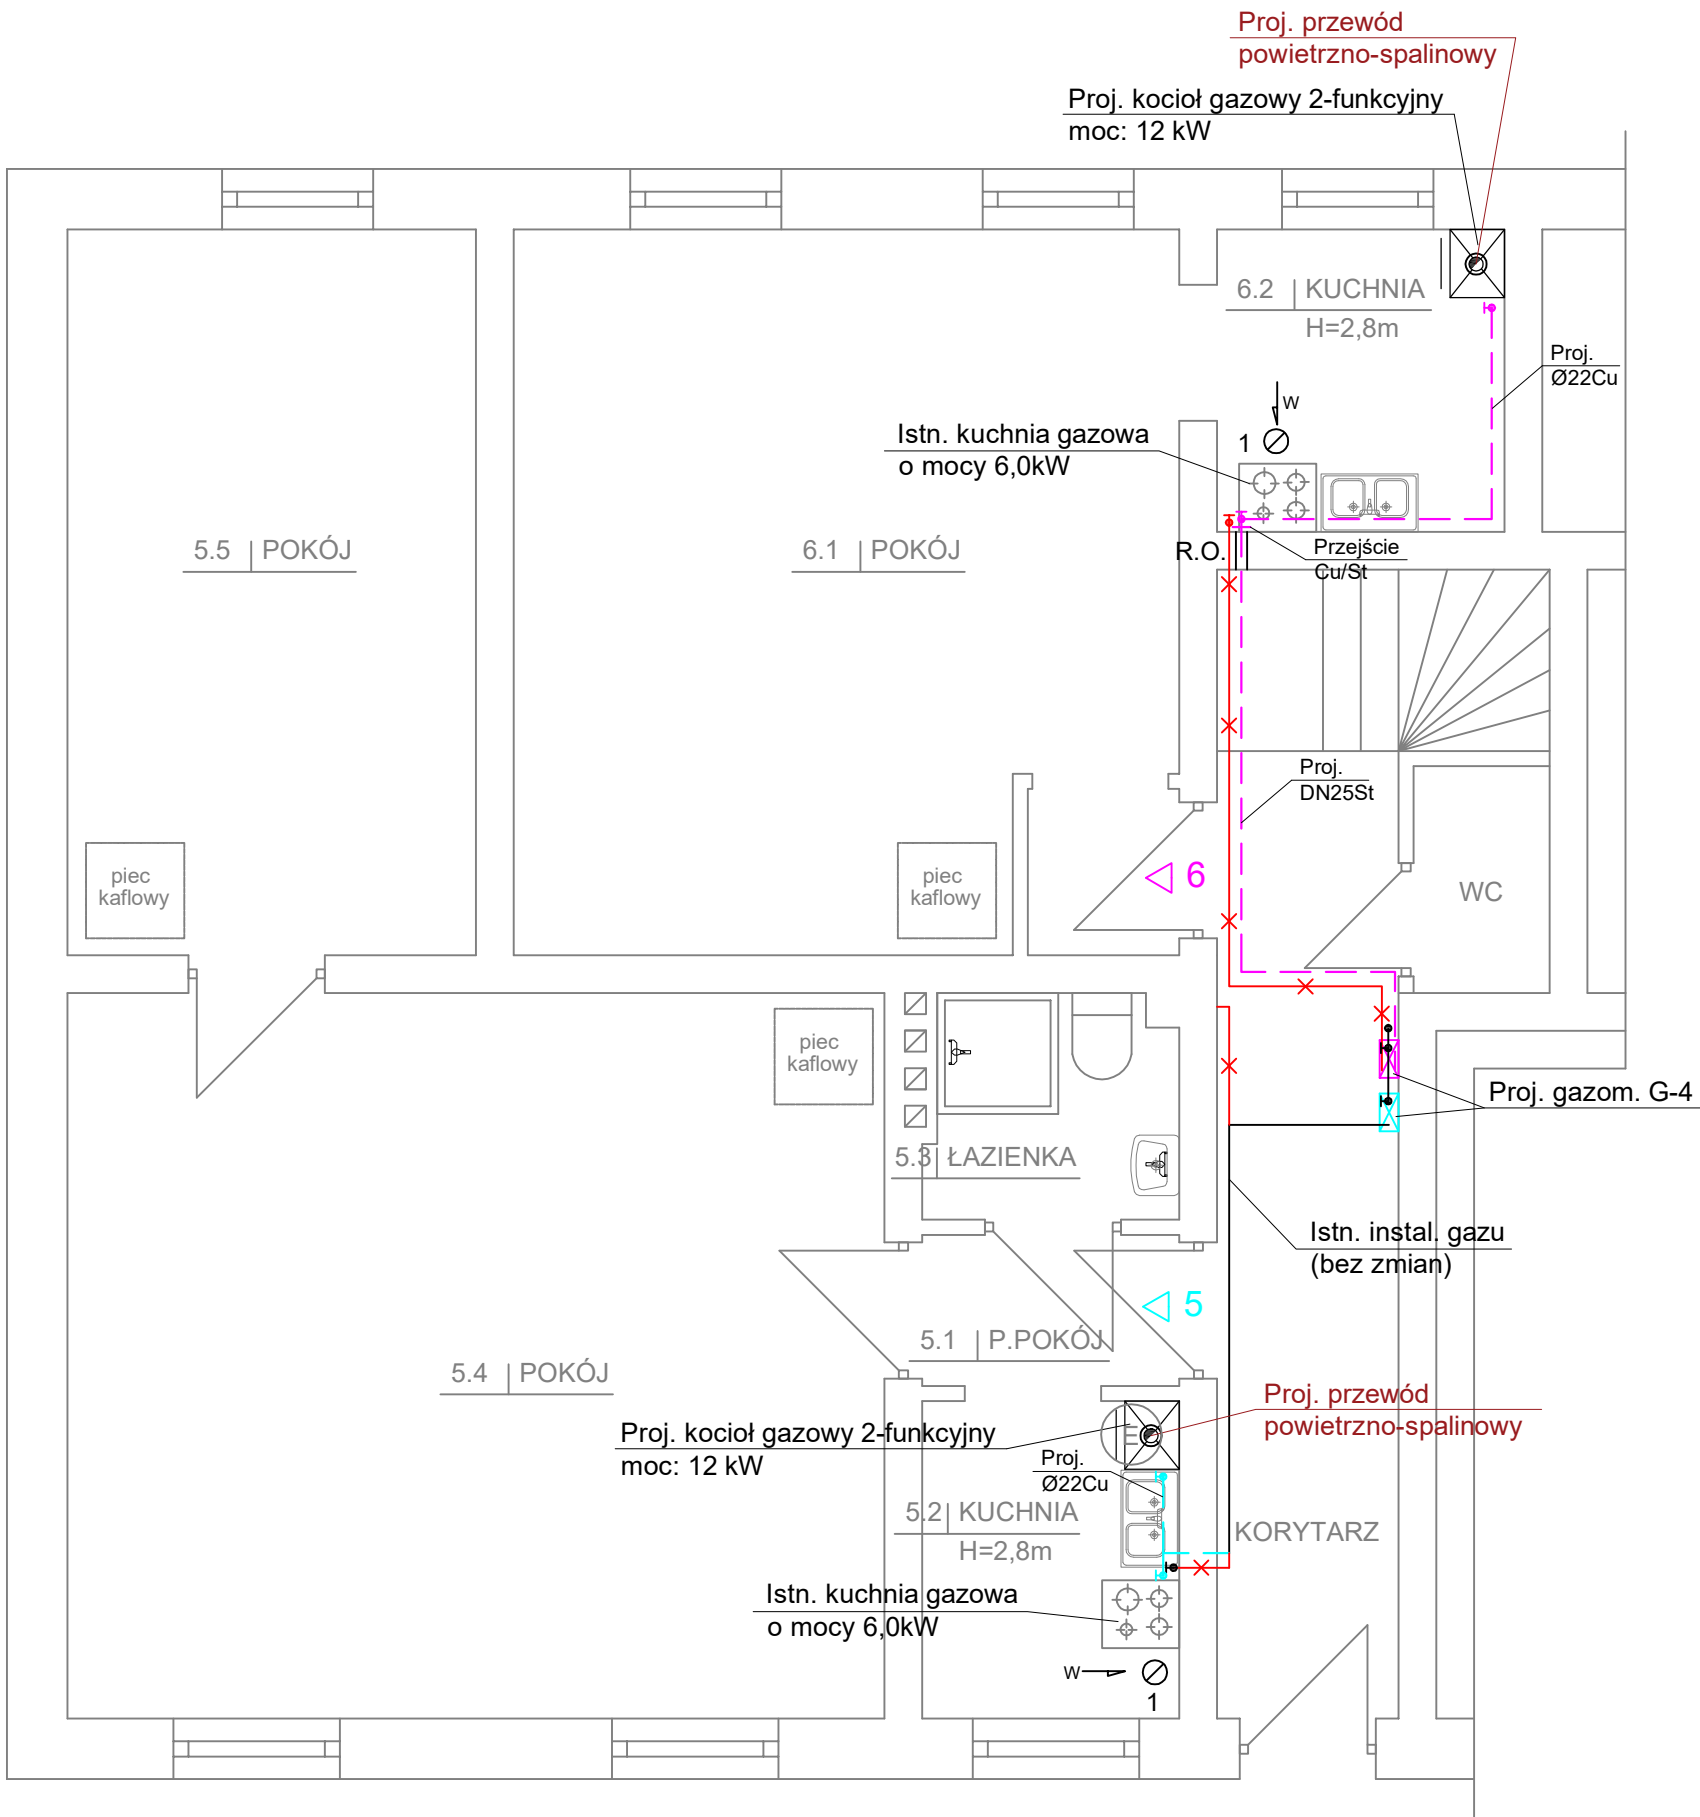 Proj. przewód
powietrzno-spalinowy
Proj. kocioł gazowy 2-funkcyjny
moc: 12 kW
6.2 KUCHNIA
H=2,8m
Proj.
Ø22Cu
W
1
Istn. kuchnia gazowa
o mocy 6,0kW
5.5 POKÓJ
6.1 POKÓJ
R.O.
Przejście
Cu/St
Proj.
DN25St
piec
kaflowy
piec
kaflowy
6
WC
piec
kaflowy
Proj. gazom. G-4
5.3 ŁAZIENKA
Istn. instal. gazu
(bez zmian)
5
5.1 P.POKÓJ
5.4 POKÓJ
Proj. przewód
powietrzno-spalinowy
Proj. kocioł gazowy 2-funkcyjny
moc: 12 kW
E
Proj.
Ø22Cu
5.2 KUCHNIA
H=2,8m
KORYTARZ
Istn. kuchnia gazowa
o mocy 6,0kW
W
1